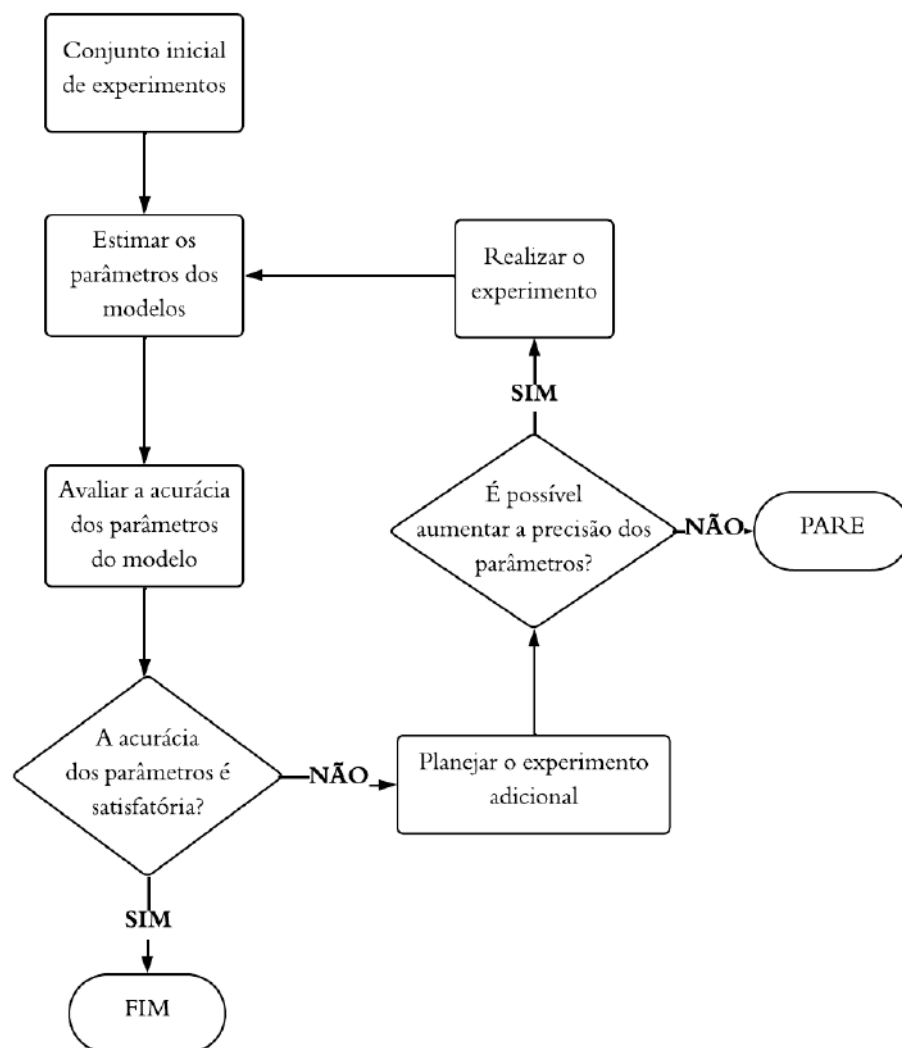 Conjunto inicial
de experimentos
Estimar os
parâmetros dos
modelos
Realizar o
experimento
SIM
Avaliar a acurácia
dos parâmetros
do modelo
É possível
aumentar a precisão dos
parâmetros?
NÃO
PARE
A acurácia
dos parâmetros é
satisfatória?
NÃO
Planejar o experimento
adicional
SIM
FIM